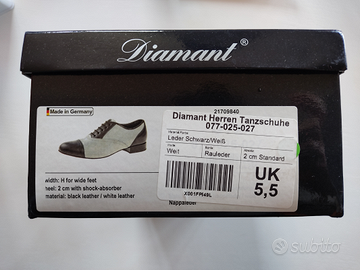 Diamant®
Made in Germany
21709840
Diamant Herren Tanzschuhe
077-025-027
Leder Schwarz/Weiß
Weit
Rauleder
2 cm Standard
UK
5,5
width: H for wide feet
heel: 2 cm with shock-absorber
material: black leather / white leather
Nappaleder
subito